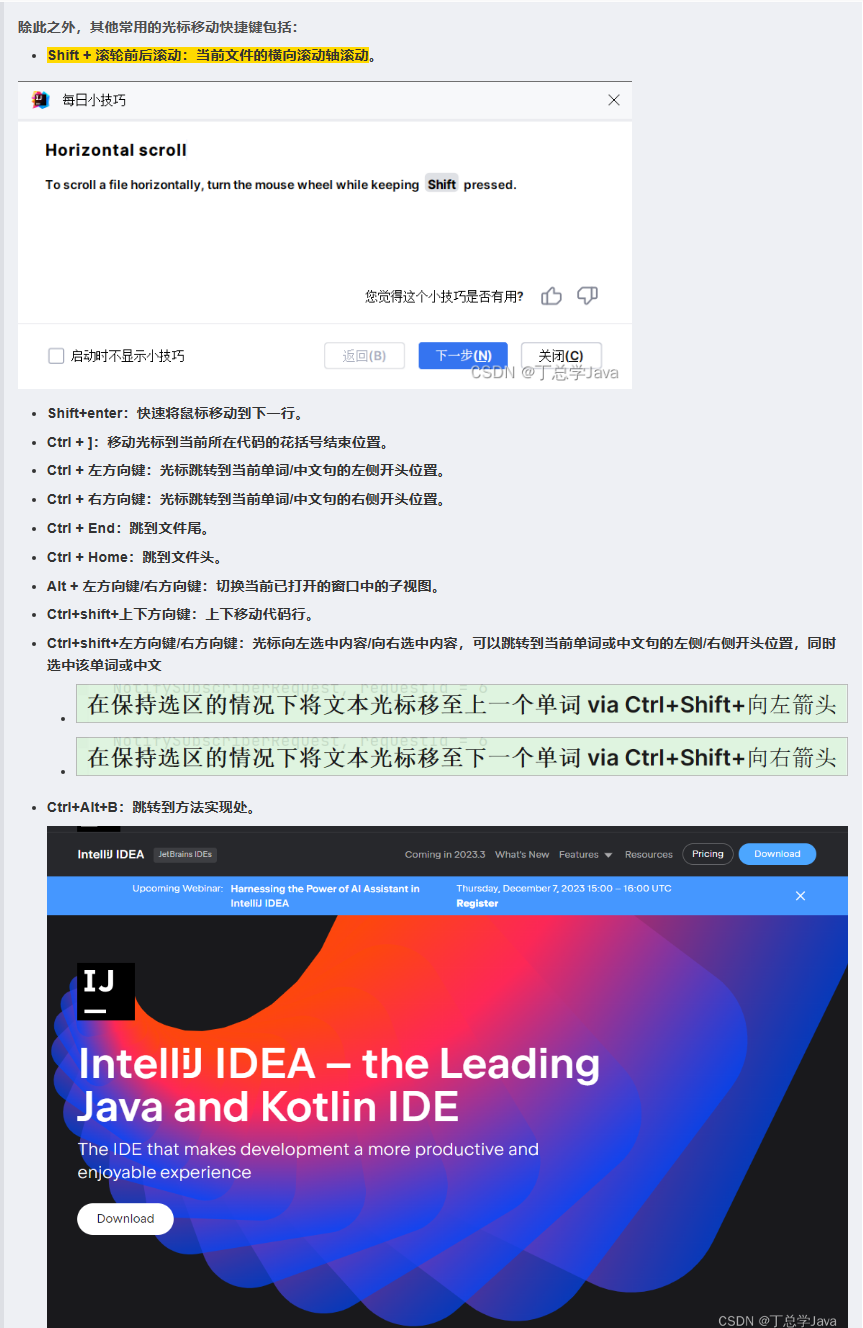 除此之外，其他常用的光标移动快捷键包括：
Shift + 滚轮前后滚动：当前文件的横向滚动轴滚动。
每日小技巧
Horizontal scroll
To scroll a file horizontally, turn the mouse wheel while keeping Shift pressed.
您觉得这个小技巧是否有用?
启动时不显示小技巧
返回(B)
下一步(N)
关闭(C)
CSDN @丁总学Java
Shift+enter：快速将鼠标移动到下一行。
Ctrl + ]：移动光标到当前所在代码的花括号结束位置。
Ctrl + 左方向键：光标跳转到当前单词/中文句的左侧开头位置。
Ctrl + 右方向键：光标跳转到当前单词/中文句的右侧开头位置。
Ctrl + End：跳到文件尾。
Ctrl + Home：跳到文件头。
Alt + 左方向键/右方向键：切换当前已打开的窗口中的子视图。
Ctrl+shift+上下方向键：上下移动代码行。
Ctrl+shift+左方向键/右方向键：光标向左选中内容/向右选中内容，可以跳转到当前单词或中文句的左侧/右侧开头位置，同时
选中该单词或中文
NotifySubscriberRequest, requestId = 6
在保持选区的情况下将文本光标移至上一个单词 via Ctrl+Shift+向左箭头
NotifySubscriberRequest, requestId = 6
在保持选区的情况下将文本光标移至下一个单词 via Ctrl+Shift+向右箭头
Ctrl+Alt+B：跳转到方法实现处。
IntelliJ IDEA
JetBrains IDEs
Coming in 2023.3
What's New
Features
Resources
Pricing
Download
Upcoming Webinar:
Harnessing the Power of AI Assistant in
IntelliJ IDEA
Thursday, December 7, 2023 15:00 – 16:00 UTC
Register
IJ
IntelliJ IDEA – the Leading
Java and Kotlin IDE
The IDE that makes development a more productive and
enjoyable experience
Download
CSDN @丁总学Java